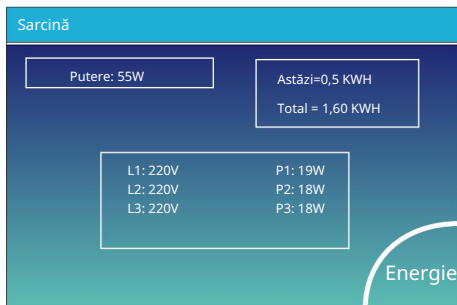 Sarcină
Putere: 55W
Astăzi=0,5 KWH
Total = 1,60 KWH
L1: 220V P1: 19W
L2: 220V P2: 18W
L3: 220V P3: 18W
Energie